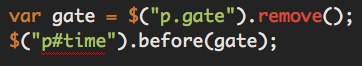 var gate = $("p.gate").remove();
$("p#time").before(gate);